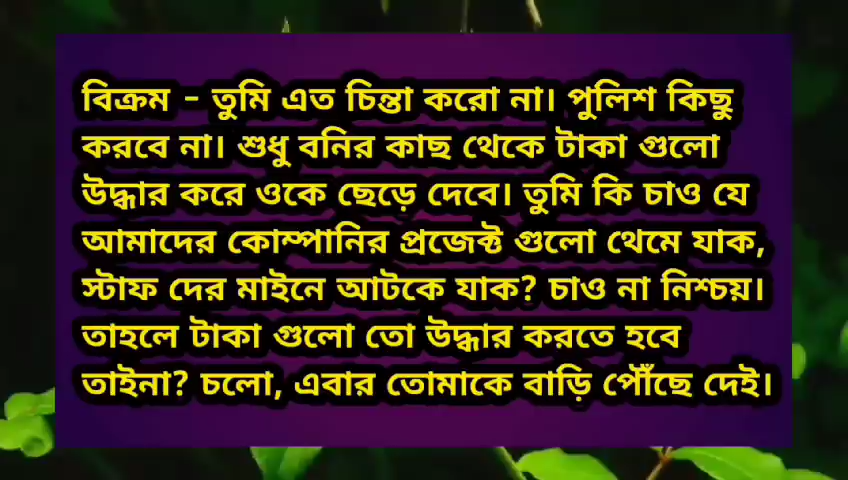 বিক্রম - তুমি এত চিন্তা করো না। পুলিশ কিছু
করবে না। শুধু বনির কাছ থেকে টাকা গুলো
উদ্ধার করে ওকে ছেড়ে দেবে। তুমি কি চাও যে
আমাদের কোম্পানির প্রজেক্ট গুলো থেমে যাক,
স্টাফ দের মাইনে আটকে যাক? চাও না নিশ্চয়।
তাহলে টাকা গুলো তো উদ্ধার করতে হবে
তাইনা? চলো, এবার তোমাকে বাড়ি পৌঁছে দেই।